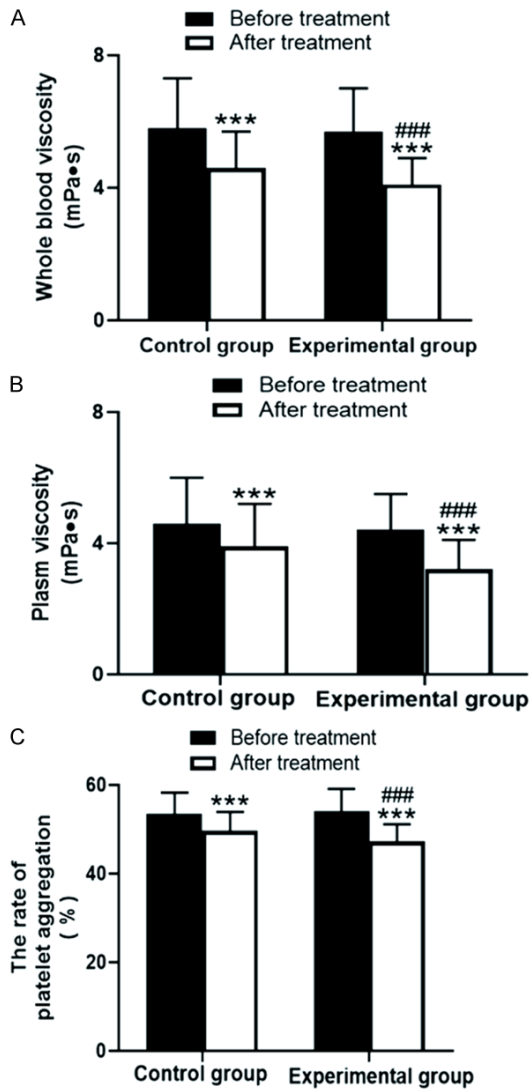 A
Before treatment
After treatment
Whole blood viscosity
(mPa•s)
8
4
0
***
###
***
Control group
Experimental group
B
Before treatment
After treatment
Plasm viscosity
(mPa•s)
8
4
0
***
###
***
Control group
Experimental group
C
Before treatment
After treatment
The rate of
platelet aggregation
( % )
60
40
20
0
***
###
***
Control group
Experimental group